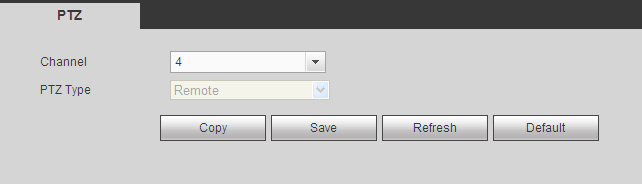 PTZ
Channel 4
PTZ Type Remote
Copy Save Refresh Default